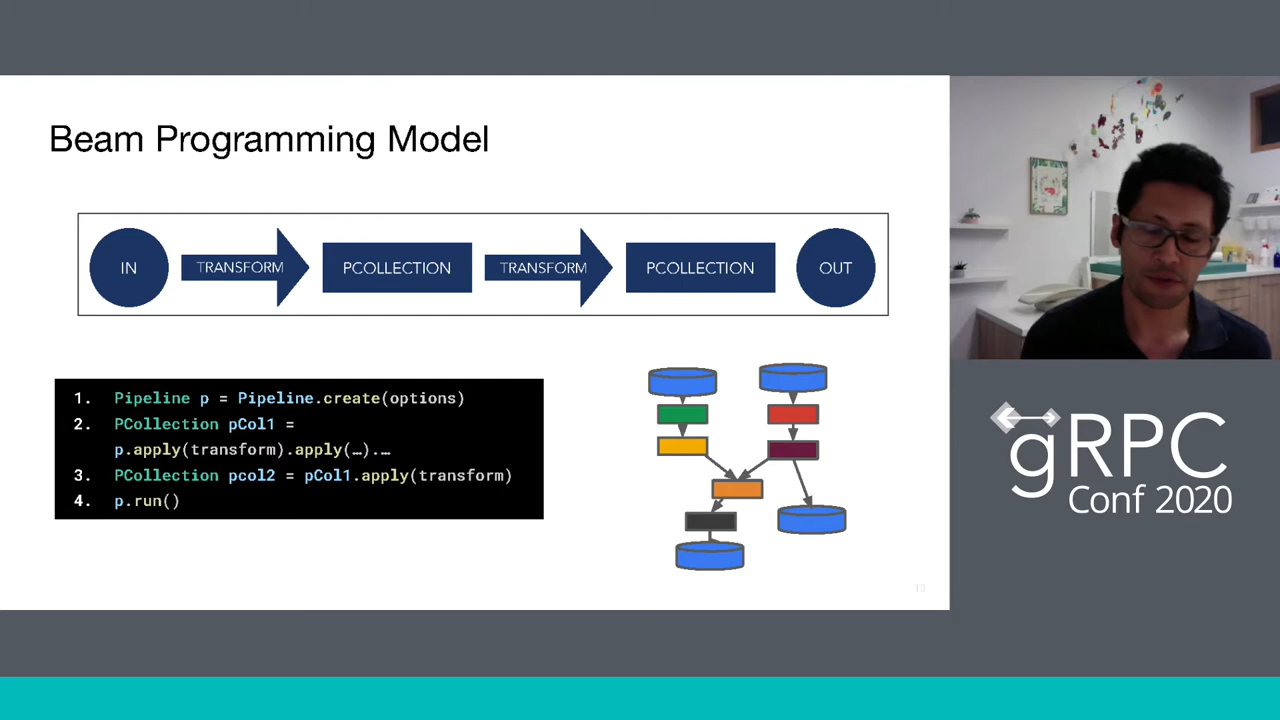 Beam Programming Model
IN
TRANSFORM
PCOLLECTION
TRANSFORM
PCOLLECTION
OUT
1. Pipeline p = Pipeline.create(options)
2. PCollection pCol1 =
p.apply(transform).apply(…).…
3. PCollection pcol2 = pCol1.apply(transform)
4. p.run()
13
gRPC
Conf 2020